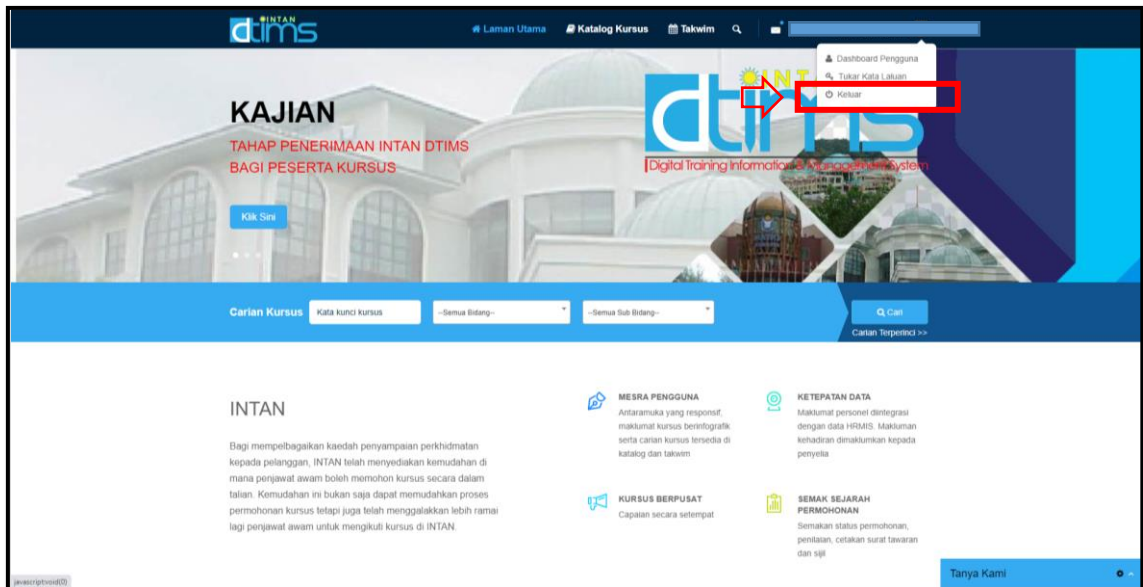 INTAN
dtims
Laman Utama
Katalog Kursus
Takwim
Dashboard Pengguna
Tukar Kata Laluan
Keluar
KAJIAN
TAHAP PENERIMAAN INTAN DTIMS
BAGI PESERTA KURSUS
Klik Sini
INT
dtims
Digital Training Information & Management System
Carian Kursus
Kata kunci kursus
--Semua Bidang--
--Semua Sub Bidang--
Cari
Carian Terperinci >>
INTAN
Bagi mempelbagaikan kaedah penyampaian perkhidmatan
kepada pelanggan, INTAN telah menyediakan kemudahan di
mana penjawat awam boleh memohon kursus secara dalam
talian. Kemudahan ini bukan saja dapat memudahkan proses
permohonan kursus tetapi juga telah menggalakkan lebih ramai
lagi penjawat awam untuk mengikuti kursus di INTAN.
MESRA PENGGUNA
Antaramuka yang responsif,
maklumat kursus berinfografik
serta carian kursus tersedia di
katalog dan takwim
KETEPATAN DATA
Maklumat personel diintegrasi
dengan data HRMIS. Makluman
kehadiran dimaklumkan kepada
penyelia
KURSUS BERPUSAT
Capaian secara setempat
SEMAK SEJARAH
PERMOHONAN
Semakan status permohonan,
penilaian, cetakan surat tawaran
dan sijil
Tanya Kami
javascript:void(0)